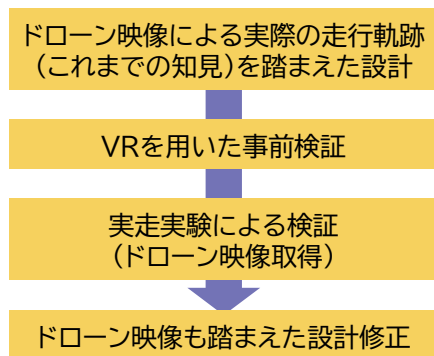 ドローン映像による実際の走行軌跡
（これまでの知見）を踏まえた設計
VRを用いた事前検証
実走実験による検証
（ドローン映像取得）
ドローン映像も踏まえた設計修正